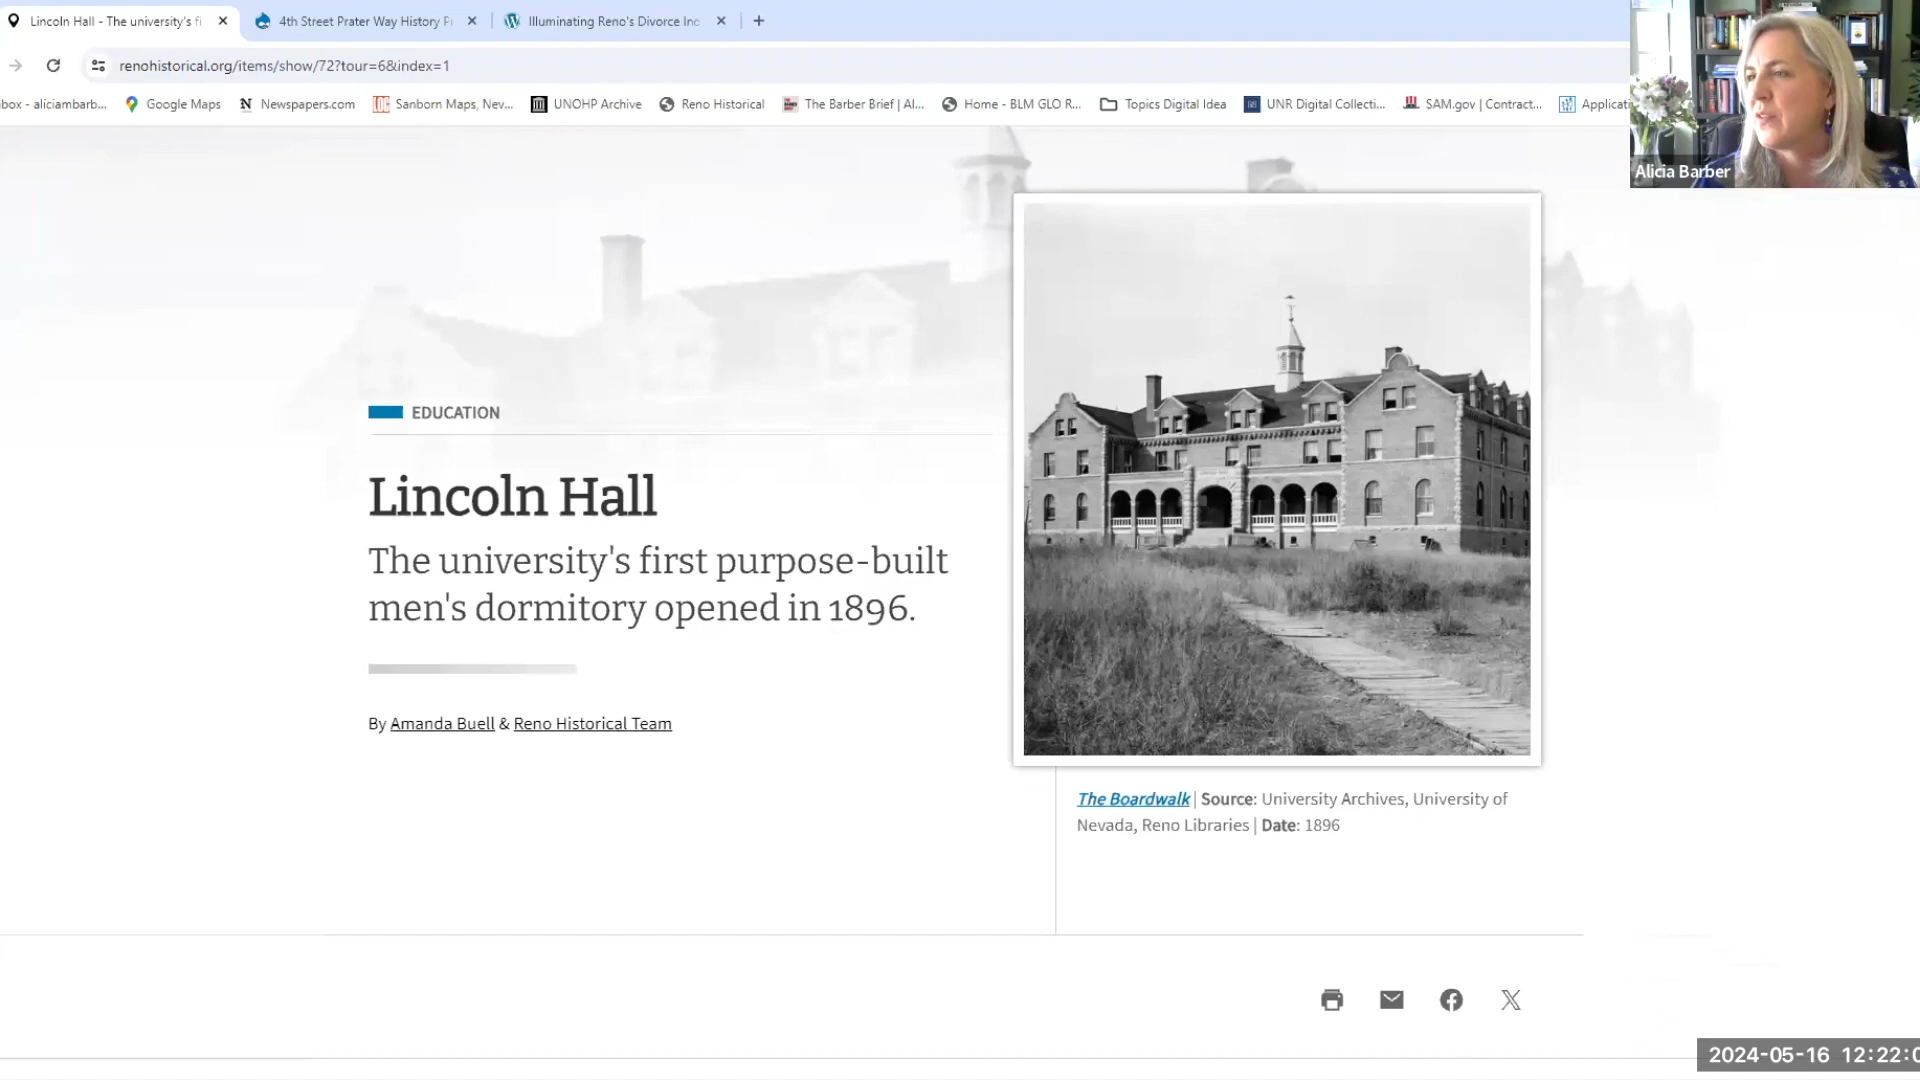 Lincoln Hall - The university's fi
4th Street Prater Way History P
Illuminating Reno's Divorce Ind
renohistorical.org/items/show/72?tour=6&index=1
box - aliciambarb...
Google Maps
Newspapers.com
Sanborn Maps, Nev...
UNOHP Archive
Reno Historical
The Barber Brief | Al...
Home - BLM GLO R...
Topics Digital Idea
UNR Digital Collecti...
SAM.gov | Contract...
Applicati
Alicia Barber
EDUCATION
Lincoln Hall
The university's first purpose-built
men's dormitory opened in 1896.
By Amanda Buell & Reno Historical Team
The Boardwalk | Source: University Archives, University of
Nevada, Reno Libraries | Date: 1896
2024-05-16 12:22:0